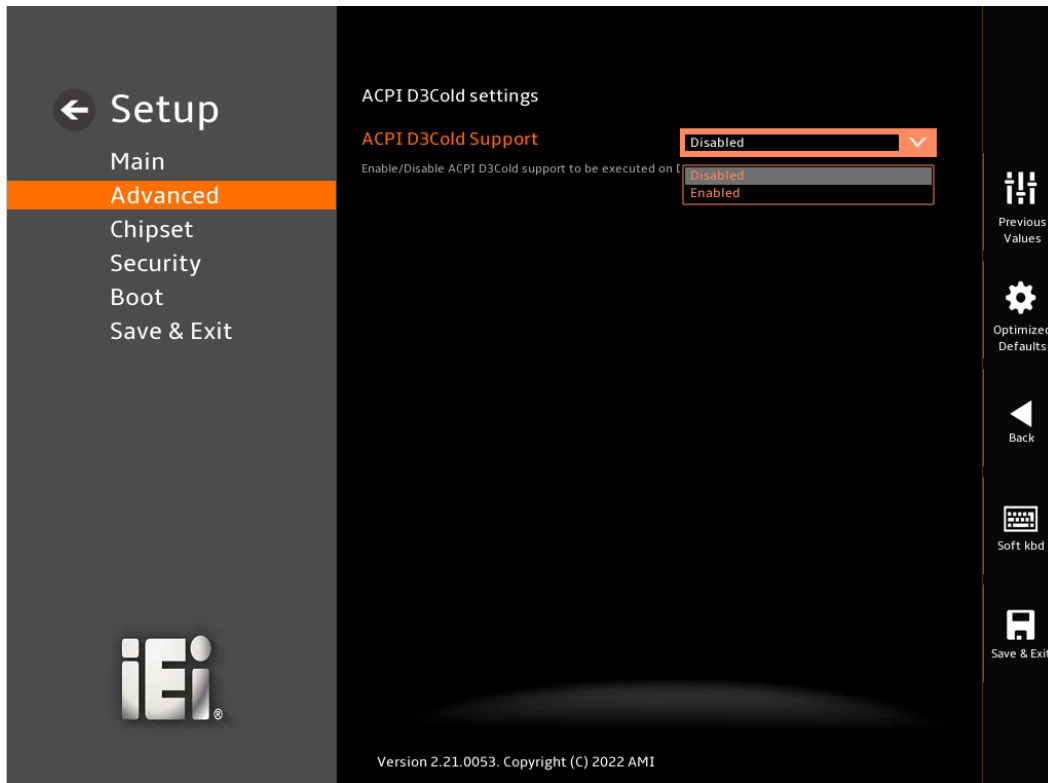 Setup
Main
Advanced
Chipset
Security
Boot
Save & Exit
iEi®
ACPI D3Cold settings
ACPI D3Cold Support
Disabled
Enable/Disable ACPI D3Cold support to be executed on
Disabled
Enabled
Previous
Values
Optimized
Defaults
Back
Soft kbd
Save & Exit
Version 2.21.0053. Copyright (C) 2022 AMI